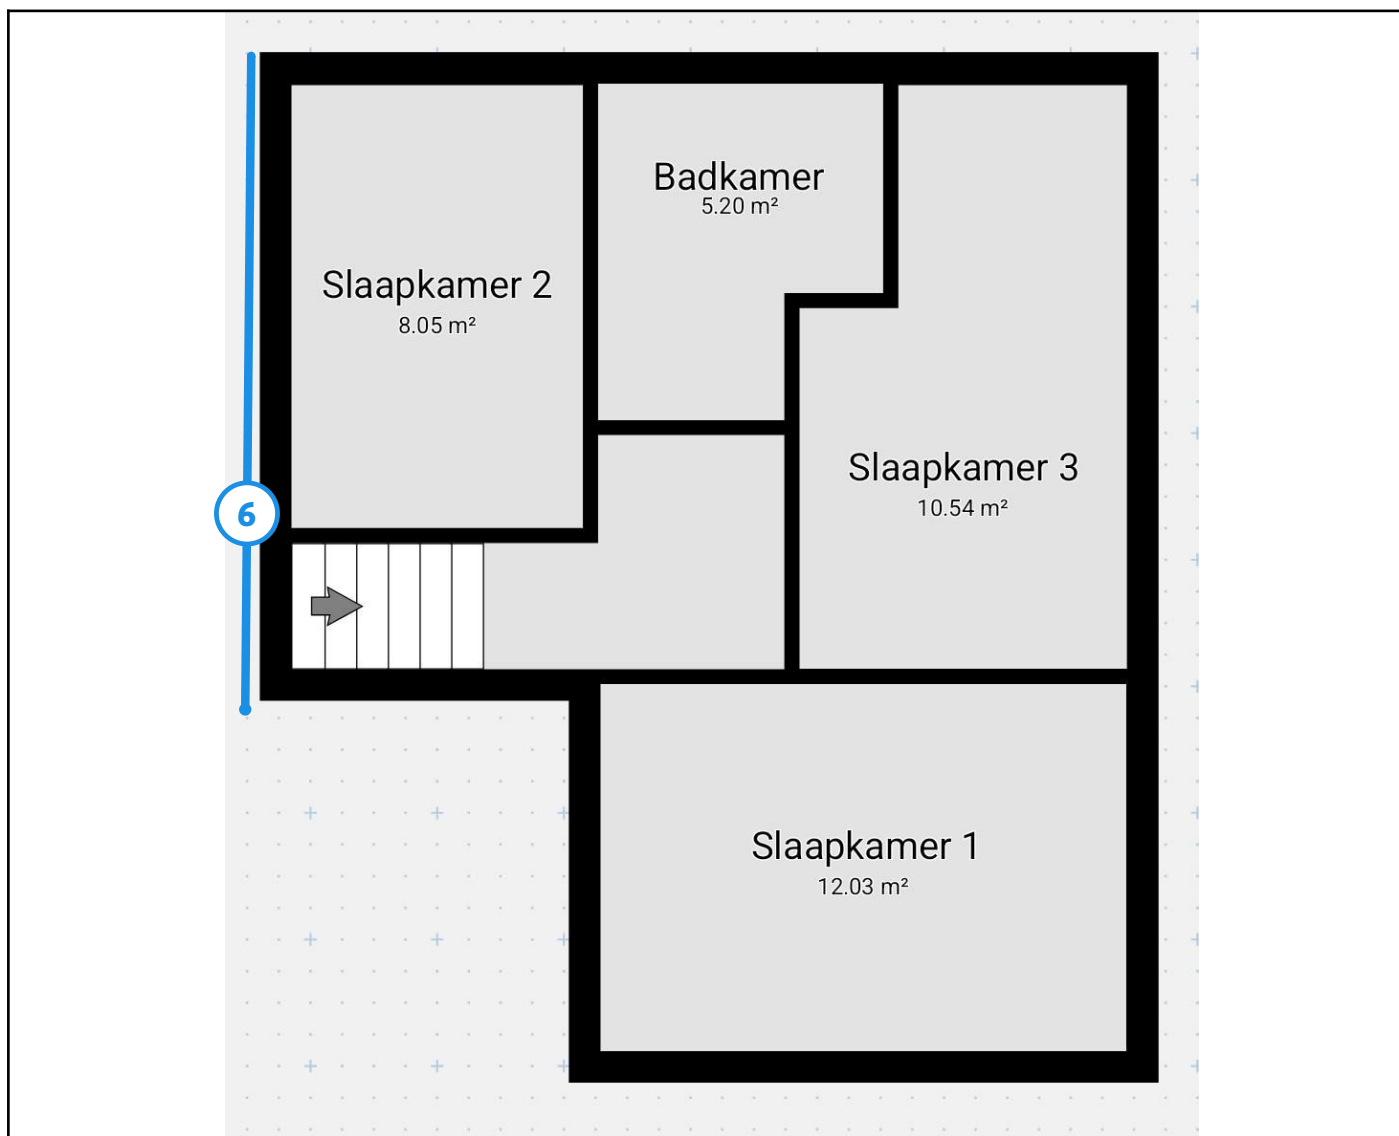 Badkamer
5.20 m²
Slaapkamer 2
8.05 m²
Slaapkamer 3
10.54 m²
6
Slaapkamer 1
12.03 m²